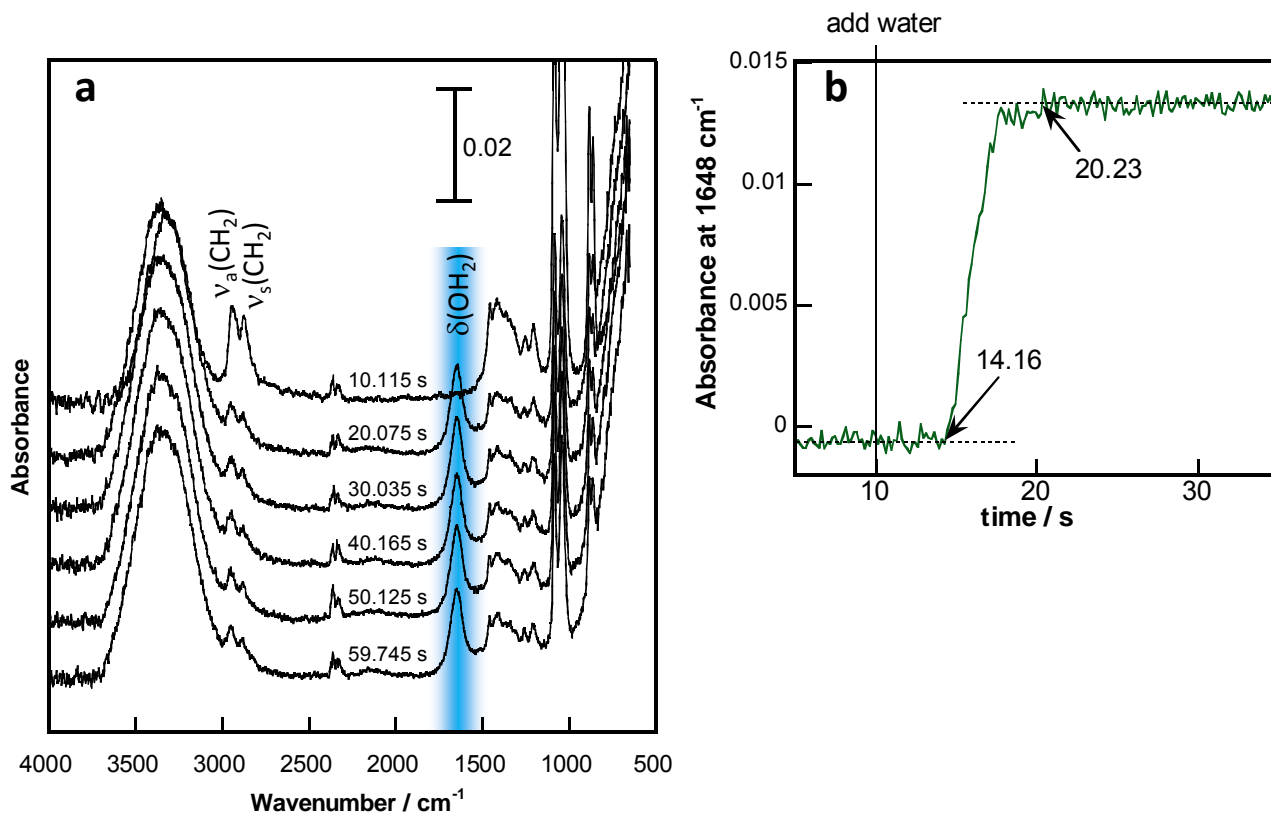 a
0.02
νa(CH2)
νs(CH2)
δ(OH2)
10.115 s
20.075 s
30.035 s
40.165 s
50.125 s
59.745 s
Absorbance
4000 3500 3000 2500 2000 1500 1000 500
Wavenumber / cm-1
add water
b
0.015
0.01
0.005
0
Absorbance at 1648 cm-1
20.23
14.16
10 20 30
time / s